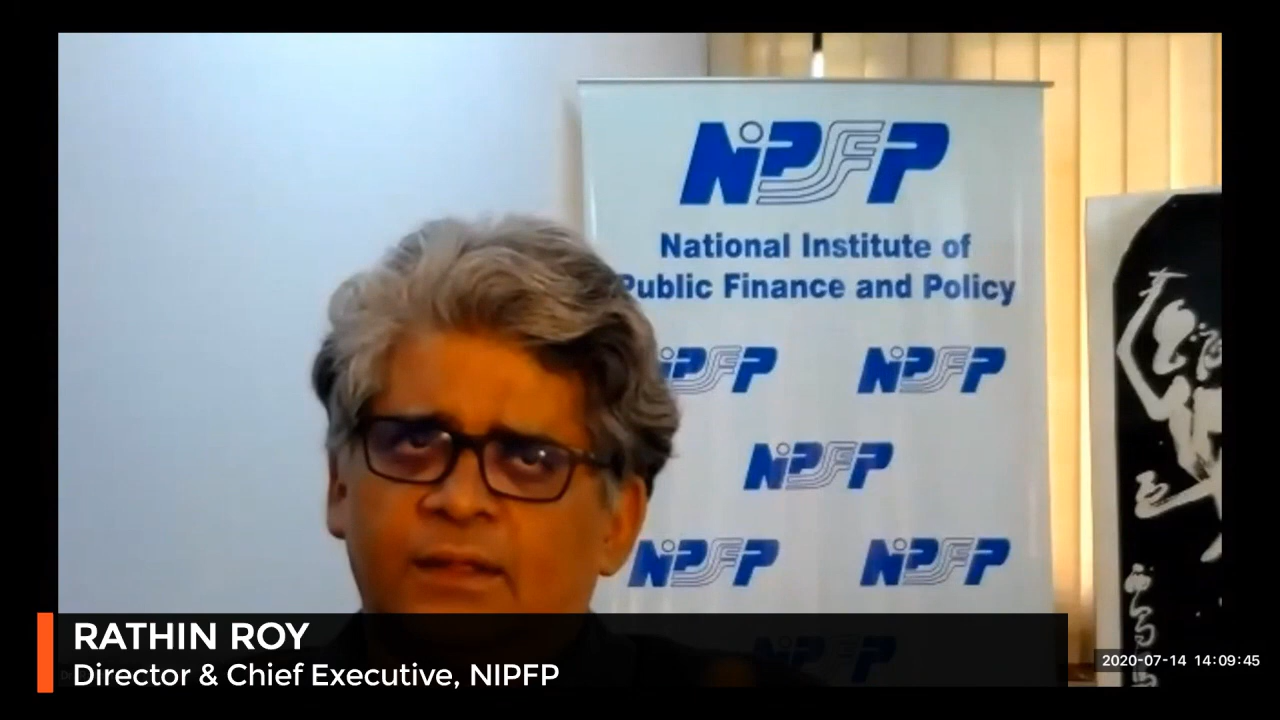 NiPFP
National Institute of
Public Finance and Policy
NiPFP
NiPFP
NiPFP
NiPFP
NiPFP
NiPFP
RATHIN ROY
Director & Chief Executive, NIPFP
2020-07-14 14:09:45